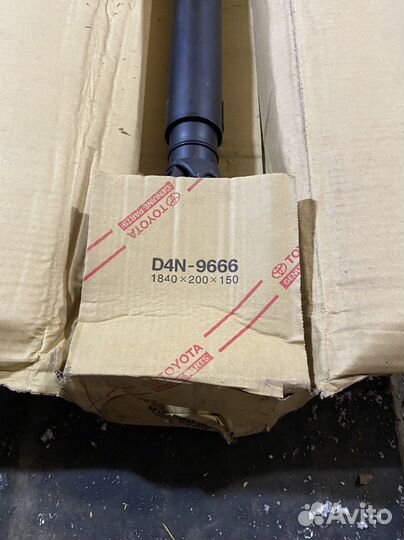 TOYOTA
GENUINE PARTS
TOYOTA
GENUINE
D4N-9666
1840×200×150
TOYOTA
PARTS
Avito